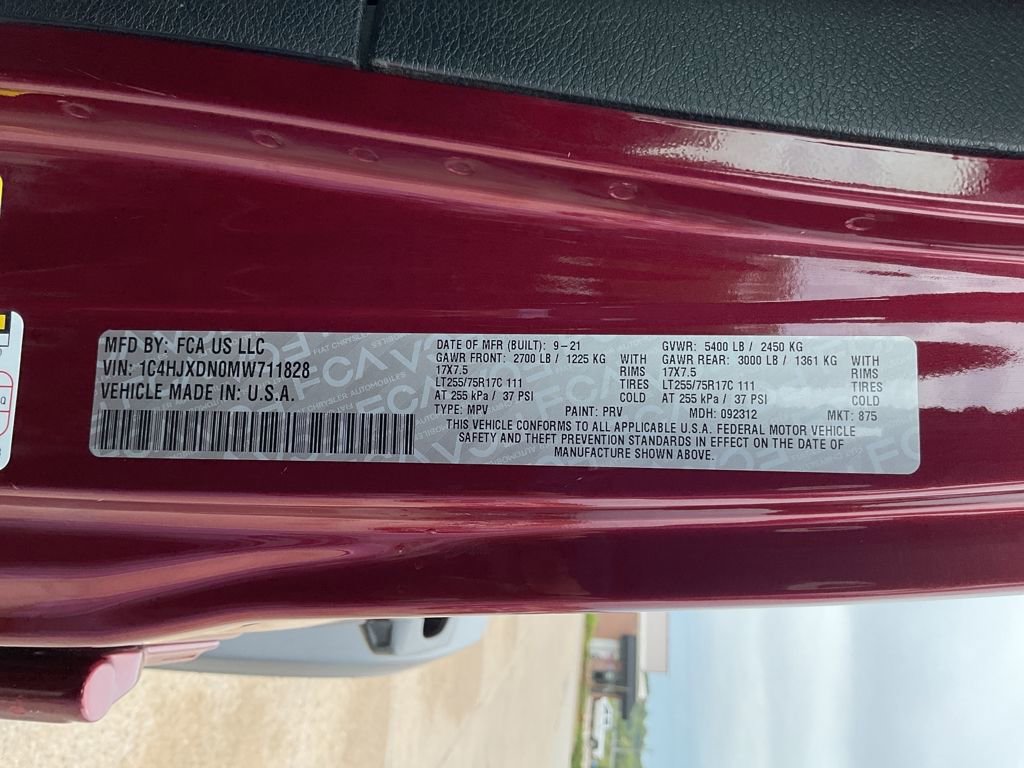 MFD BY: FCA US LLC
VIN: 1C4HJXDN0MW711828
VEHICLE MADE IN: U.S.A.
DATE OF MFR (BUILT): 9-21
GAWR FRONT: 2700 LB / 1225 KG WITH
17X7.5 RIMS
LT255/75R17C 111 TIRES
AT 255 kPa / 37 PSI COLD
TYPE: MPV PAINT: PRV
GVWR: 5400 LB / 2450 KG
GAWR REAR: 3000 LB / 1361 KG WITH
17X7.5 RIMS
LT255/75R17C 111 TIRES
AT 255 kPa / 37 PSI COLD
MDH: 092312 MKT: 875
THIS VEHICLE CONFORMS TO ALL APPLICABLE U.S.A. FEDERAL MOTOR VEHICLE
SAFETY AND THEFT PREVENTION STANDARDS IN EFFECT ON THE DATE OF
MANUFACTURE SHOWN ABOVE.